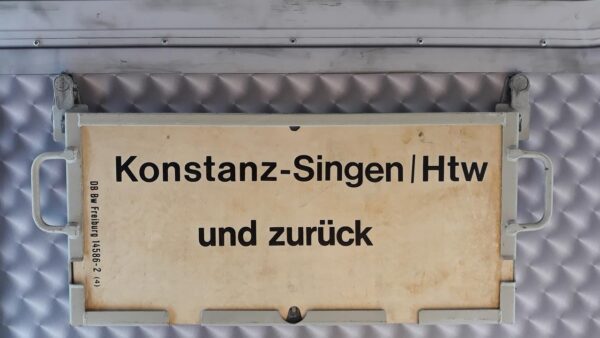 Konstanz-Singen/Htw
und zurück
DB Bw Freiburg 14586-2 (4)